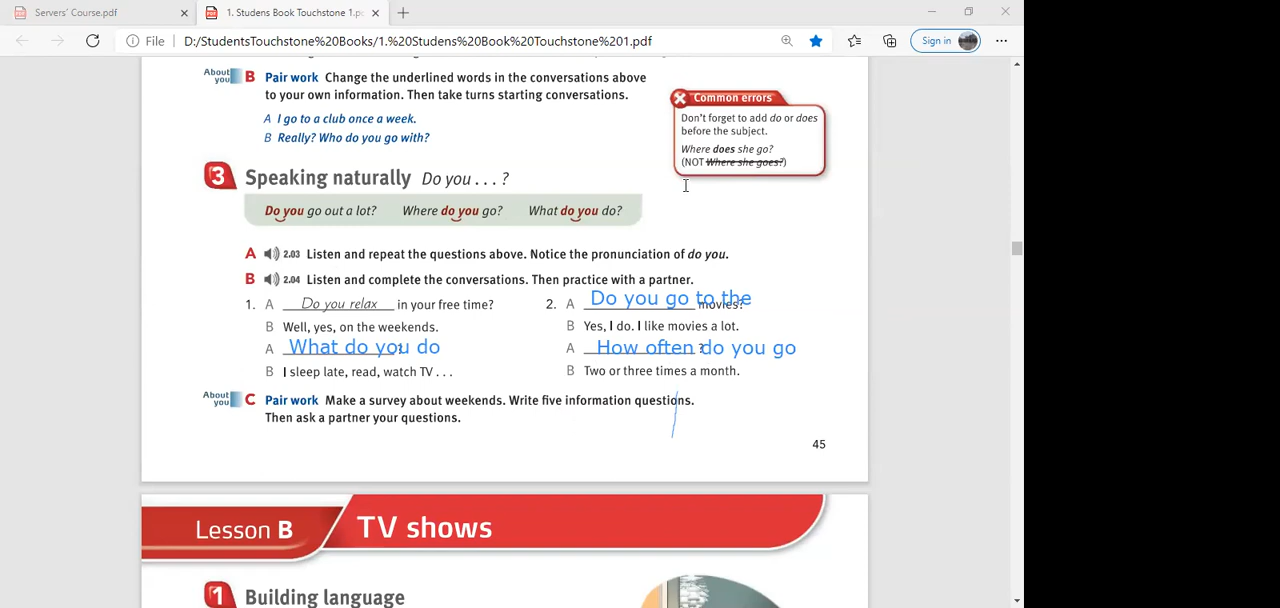 Servers' Course.pdf
1. Studens Book Touchstone 1.p
File D:/StudentsTouchstone%20Books/1.%20Studens%20Book%20Touchstone%201.pdf
Sign in
About you B Pair work Change the underlined words in the conversations above
to your own information. Then take turns starting conversations.
A I go to a club once a week.
B Really? Who do you go with?
Common errors
Don't forget to add do or does
before the subject.
Where does she go?
(NOT Where she goes?)
3 Speaking naturally Do you . . . ?
Do you go out a lot? Where do you go? What do you do?
A 2.03 Listen and repeat the questions above. Notice the pronunciation of do you.
B 2.04 Listen and complete the conversations. Then practice with a partner.
1. A Do you relax in your free time?
B Well, yes, on the weekends.
A What do you do ?
B I sleep late, read, watch TV . . .
2. A Do you go to the movies?
B Yes, I do. I like movies a lot.
A How often do you go ?
B Two or three times a month.
About you C Pair work Make a survey about weekends. Write five information questions.
Then ask a partner your questions.
45
Lesson B TV shows
1 Building language